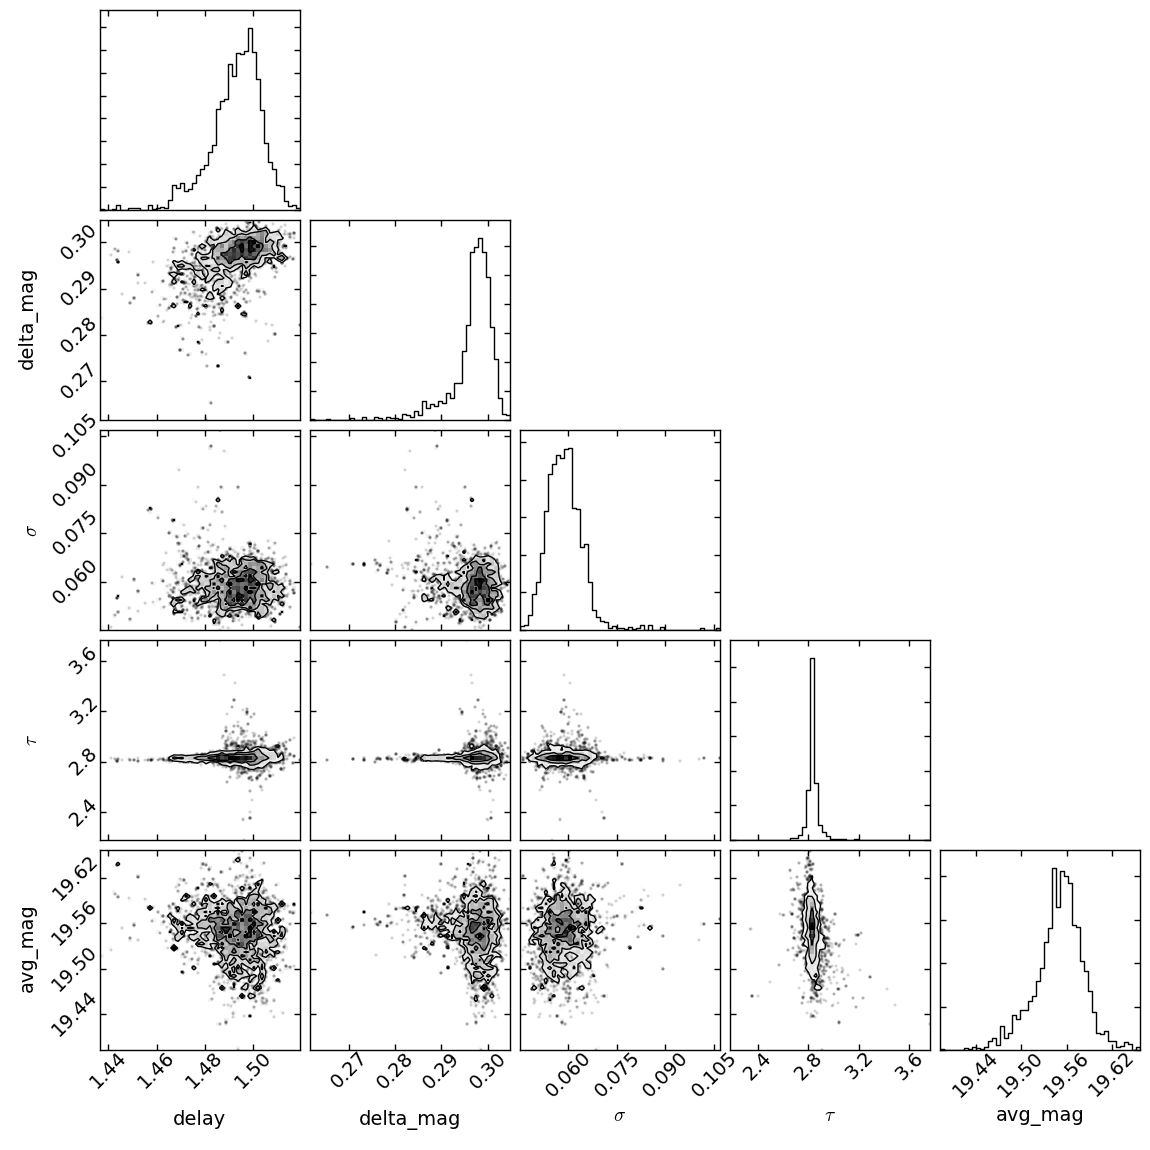 0.30
0.29
0.28
0.27
delta_mag
0.105
0.090
0.075
0.060
σ
3.6
3.2
2.8
2.4
τ
19.62
19.56
19.50
19.44
avg_mag
1.44 1.46 1.48 1.50
0.27 0.28 0.29 0.30
0.060 0.075 0.090 0.105
2.4 2.8 3.2 3.6
19.44 19.50 19.56 19.62
delay delta_mag σ τ avg_mag